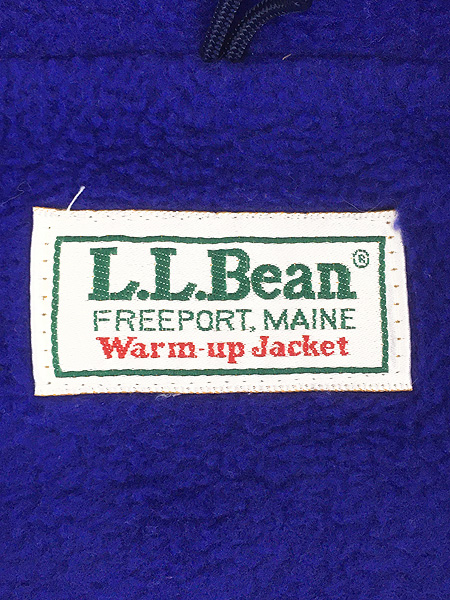 L.L.Bean®
FREEPORT, MAINE
Warm-up Jacket